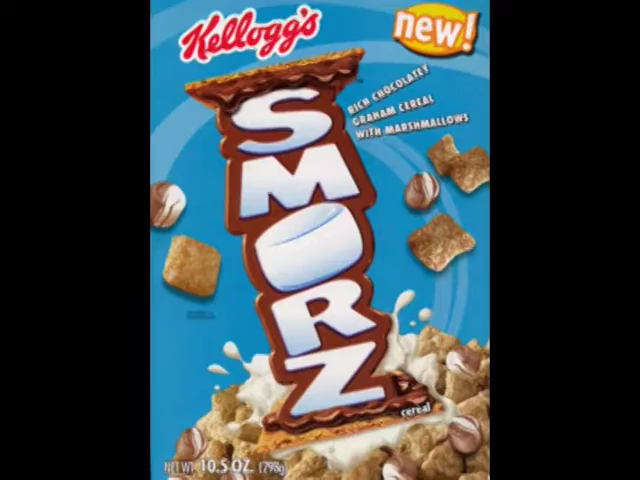 Kellogg's
new!
RICH CHOCOLATEY
GRAHAM CEREAL
WITH MARSHMALLOWS
SMORZ
cereal
NET WT. 10.5 OZ. (298g)